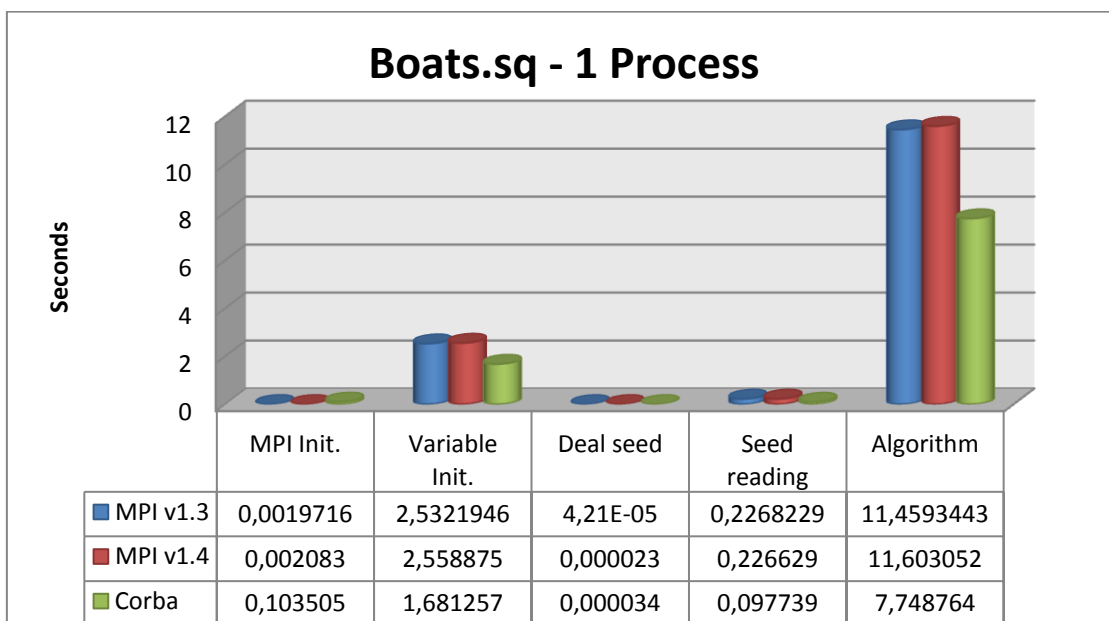 Boats.sq - 1 Process
Seconds
12
10
8
6
4
2
0
MPI Init. Variable Init. Deal seed Seed reading Algorithm
MPI v1.3 0,0019716 2,5321946 4,21E-05 0,2268229 11,4593443
MPI v1.4 0,002083 2,558875 0,000023 0,226629 11,603052
Corba 0,103505 1,681257 0,000034 0,097739 7,748764